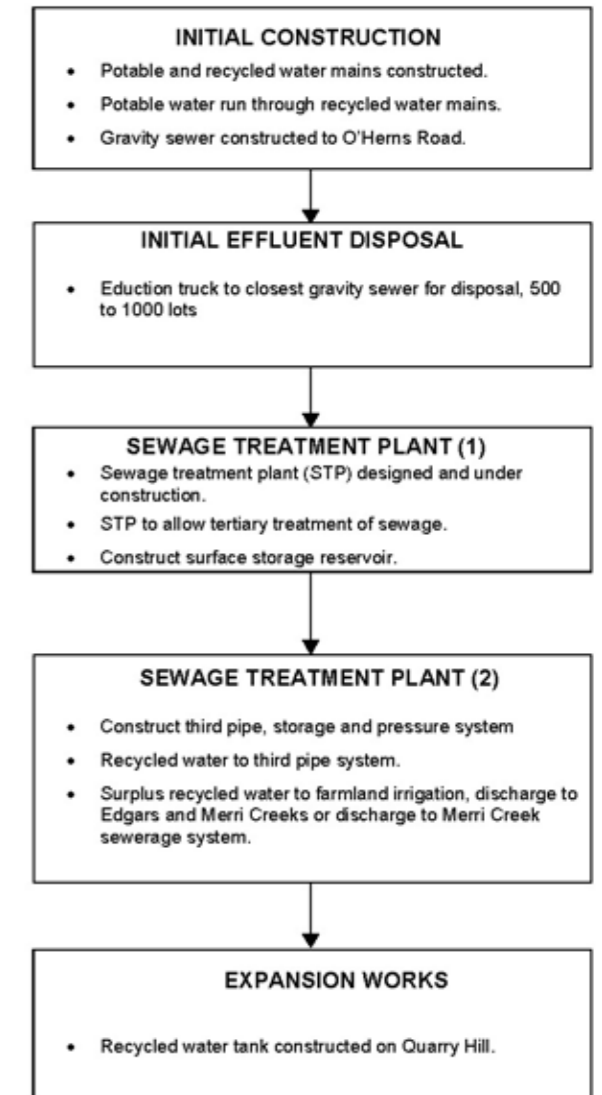 INITIAL CONSTRUCTION
• Potable and recycled water mains constructed.
• Potable water run through recycled water mains.
• Gravity sewer constructed to O'Herns Road.
INITIAL EFFLUENT DISPOSAL
• Eduction truck to closest gravity sewer for disposal, 500
to 1000 lots
SEWAGE TREATMENT PLANT (1)
• Sewage treatment plant (STP) designed and under
construction.
• STP to allow tertiary treatment of sewage.
• Construct surface storage reservoir.
SEWAGE TREATMENT PLANT (2)
• Construct third pipe, storage and pressure system
• Recycled water to third pipe system.
• Surplus recycled water to farmland irrigation, discharge to
Edgars and Merri Creeks or discharge to Merri Creek
sewerage system.
EXPANSION WORKS
• Recycled water tank constructed on Quarry Hill.